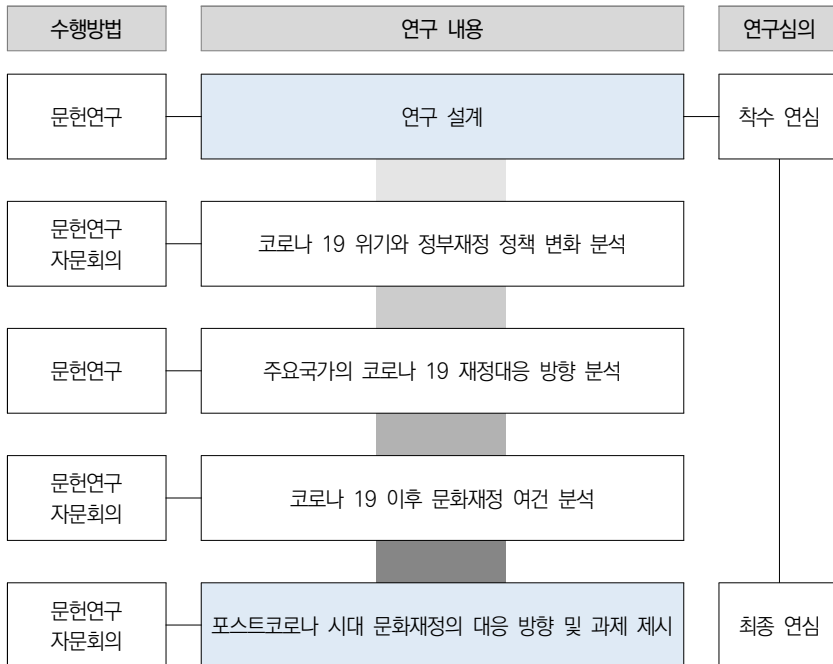 수행방법
연구 내용
연구심의
문헌연구
연구 설계
착수 연심
문헌연구
자문회의
코로나 19 위기와 정부재정 정책 변화 분석
문헌연구
주요국가의 코로나 19 재정대응 방향 분석
문헌연구
자문회의
코로나 19 이후 문화재정 여건 분석
문헌연구
자문회의
포스트코로나 시대 문화재정의 대응 방향 및 과제 제시
최종 연심